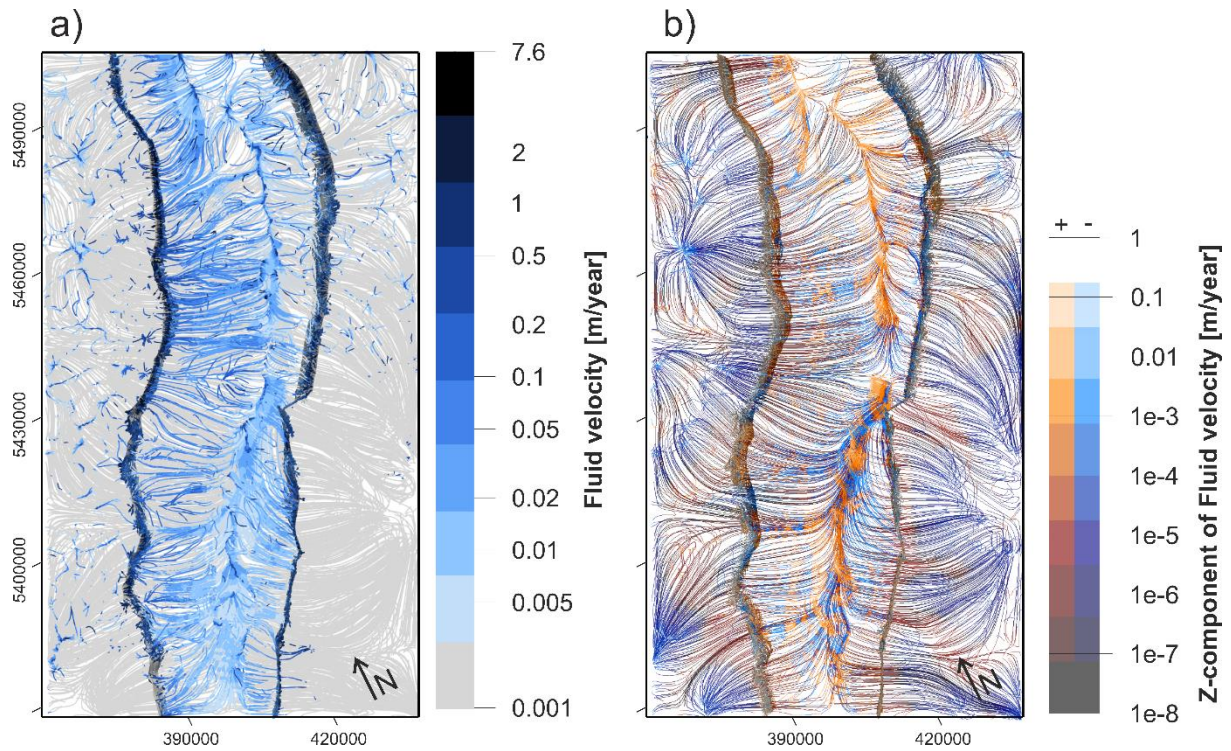 a)
5490000
5460000
5430000
5400000
390000
420000
N
7.6
2
1
0.5
0.2
0.1
0.05
0.02
0.01
0.005
0.001
Fluid velocity [m/year]
b)
390000
420000
N
+ -
1
0.1
0.01
1e-3
1e-4
1e-5
1e-6
1e-7
1e-8
Z-component of Fluid velocity [m/year]